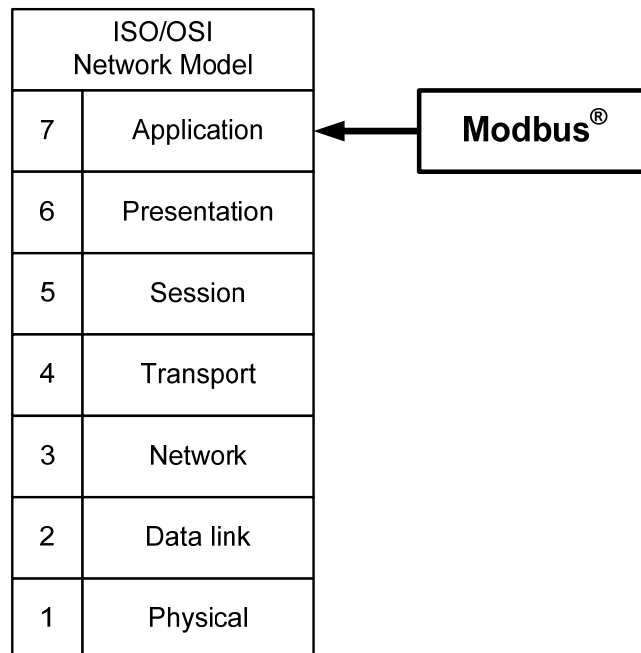 ISO/OSI
Network Model
7 Application
Modbus®
6 Presentation
5 Session
4 Transport
3 Network
2 Data link
1 Physical